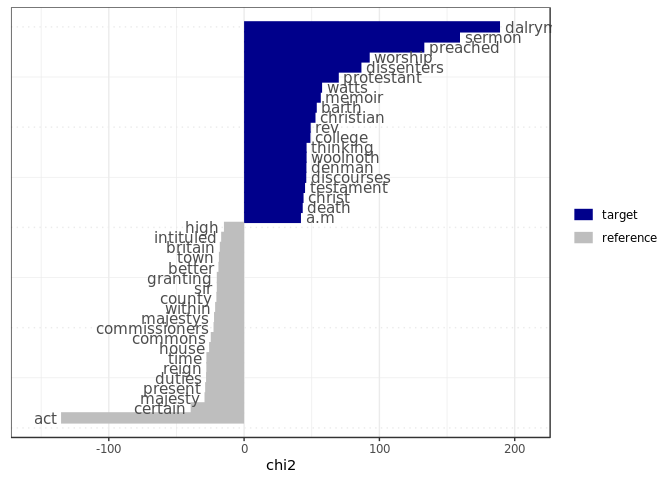 dalrym
sermon
preached
worship
dissenters
protestant
watts
memoir
barth
christian
rev
college
thinking
woolnoth
denman
discourses
testament
christ
death
a.m
high
intituled
britain
town
better
granting
sir
county
within
majestys
commissioners
commons
house
time
reign
duties
present
majesty
certain
act
target
reference
-100 0 100 200
chi2